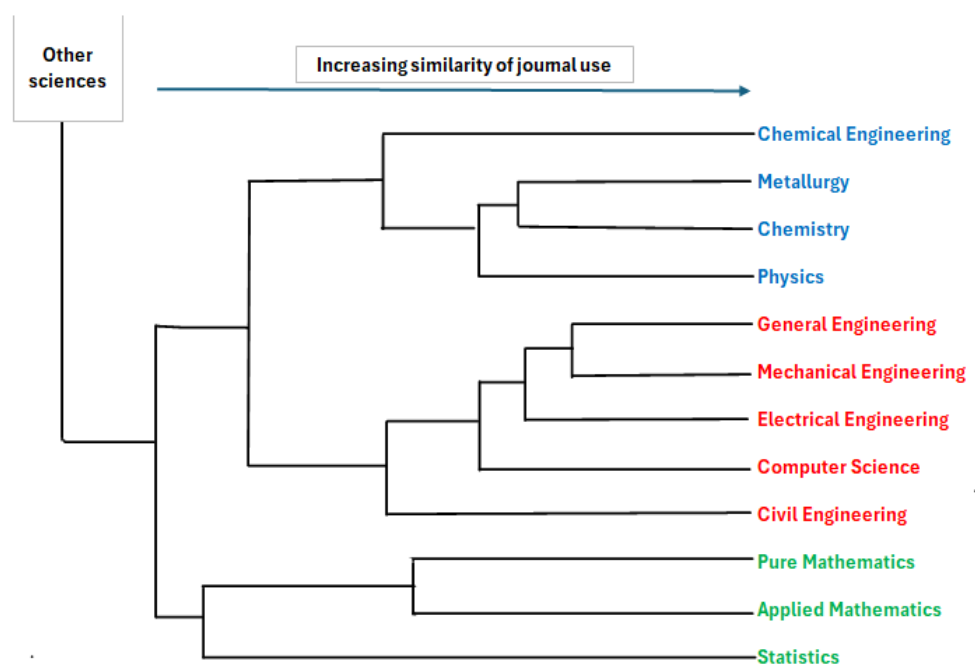 Other
sciences
Increasing similarity of journal use
Chemical Engineering
Metallurgy
Chemistry
Physics
General Engineering
Mechanical Engineering
Electrical Engineering
Computer Science
Civil Engineering
Pure Mathematics
Applied Mathematics
Statistics